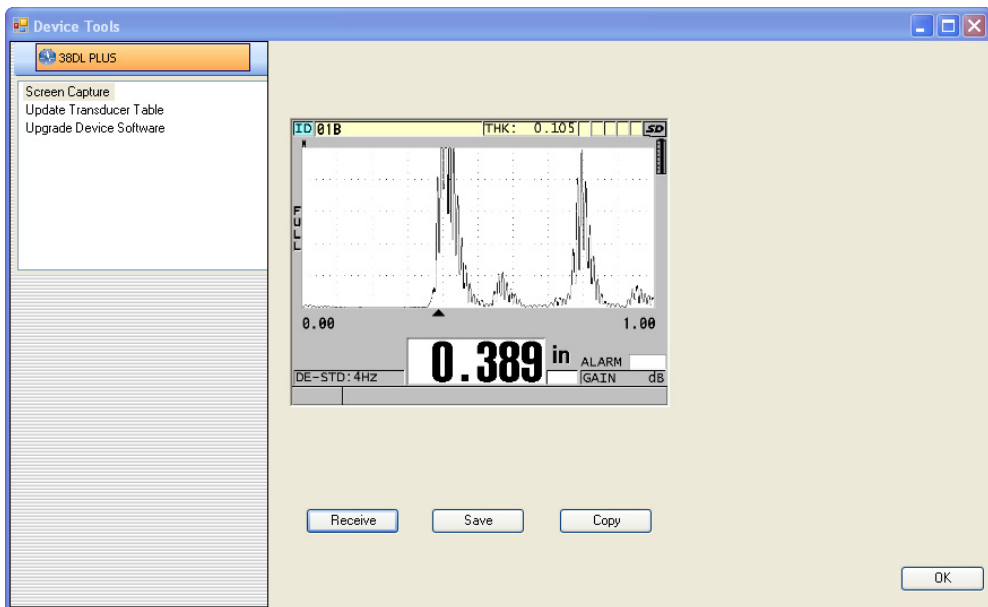 Device Tools
38DL PLUS
Screen Capture
Update Transducer Table
Upgrade Device Software
ID 01B THK: 0.105 SD
FULL
0.00 1.00
0.389 in ALARM
DE-STD:4HZ GAIN dB
Receive Save Copy
OK